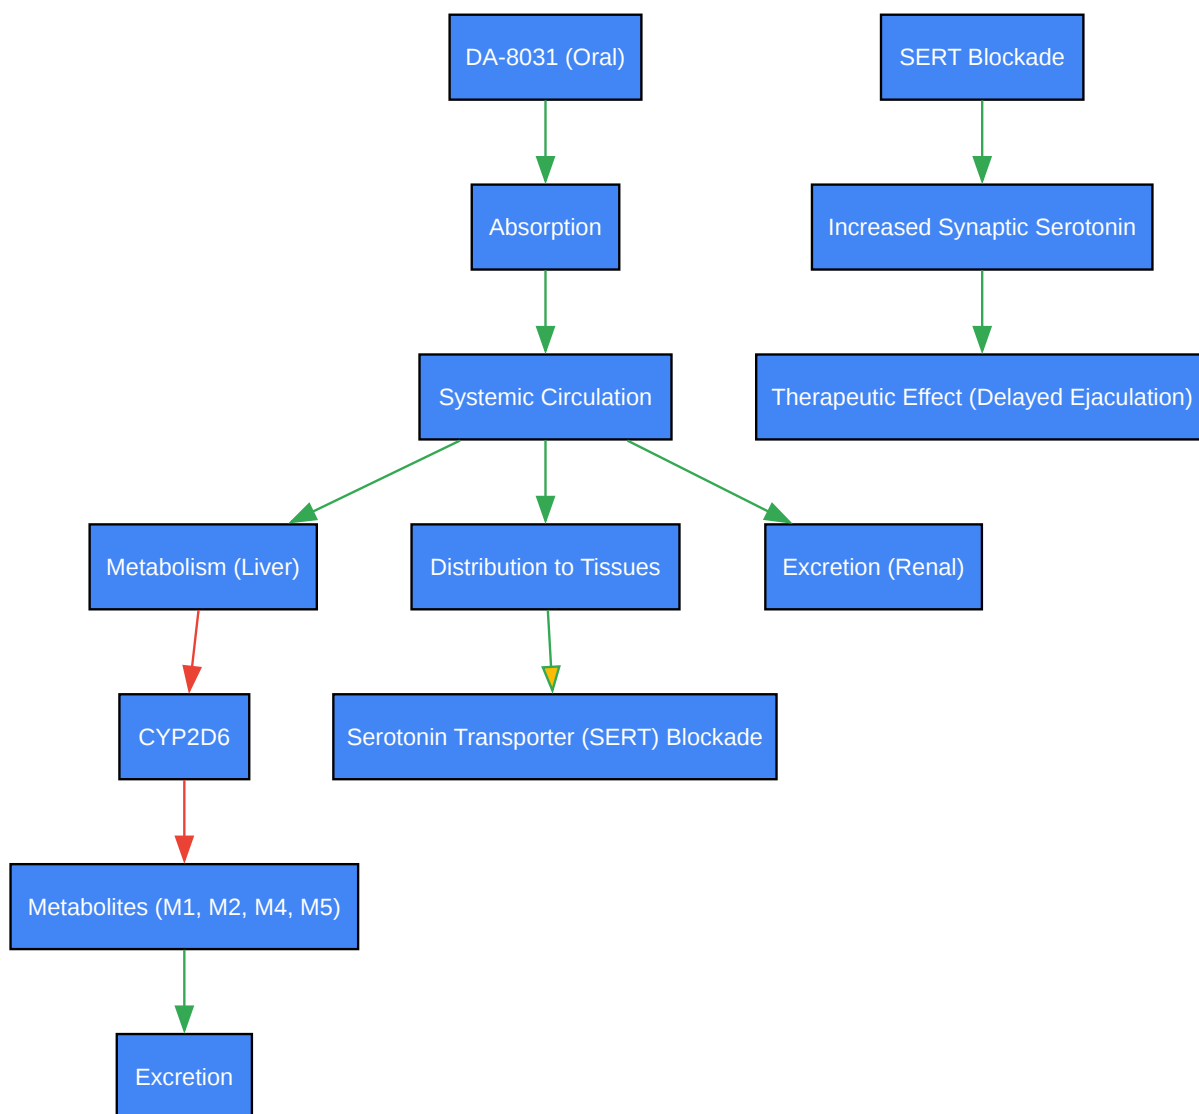 DA-8031 (Oral)
SERT Blockade
Absorption
Increased Synaptic Serotonin
Systemic Circulation
Therapeutic Effect (Delayed Ejaculation)
Metabolism (Liver)
Distribution to Tissues
Excretion (Renal)
CYP2D6
Serotonin Transporter (SERT) Blockade
Metabolites (M1, M2, M4, M5)
Excretion